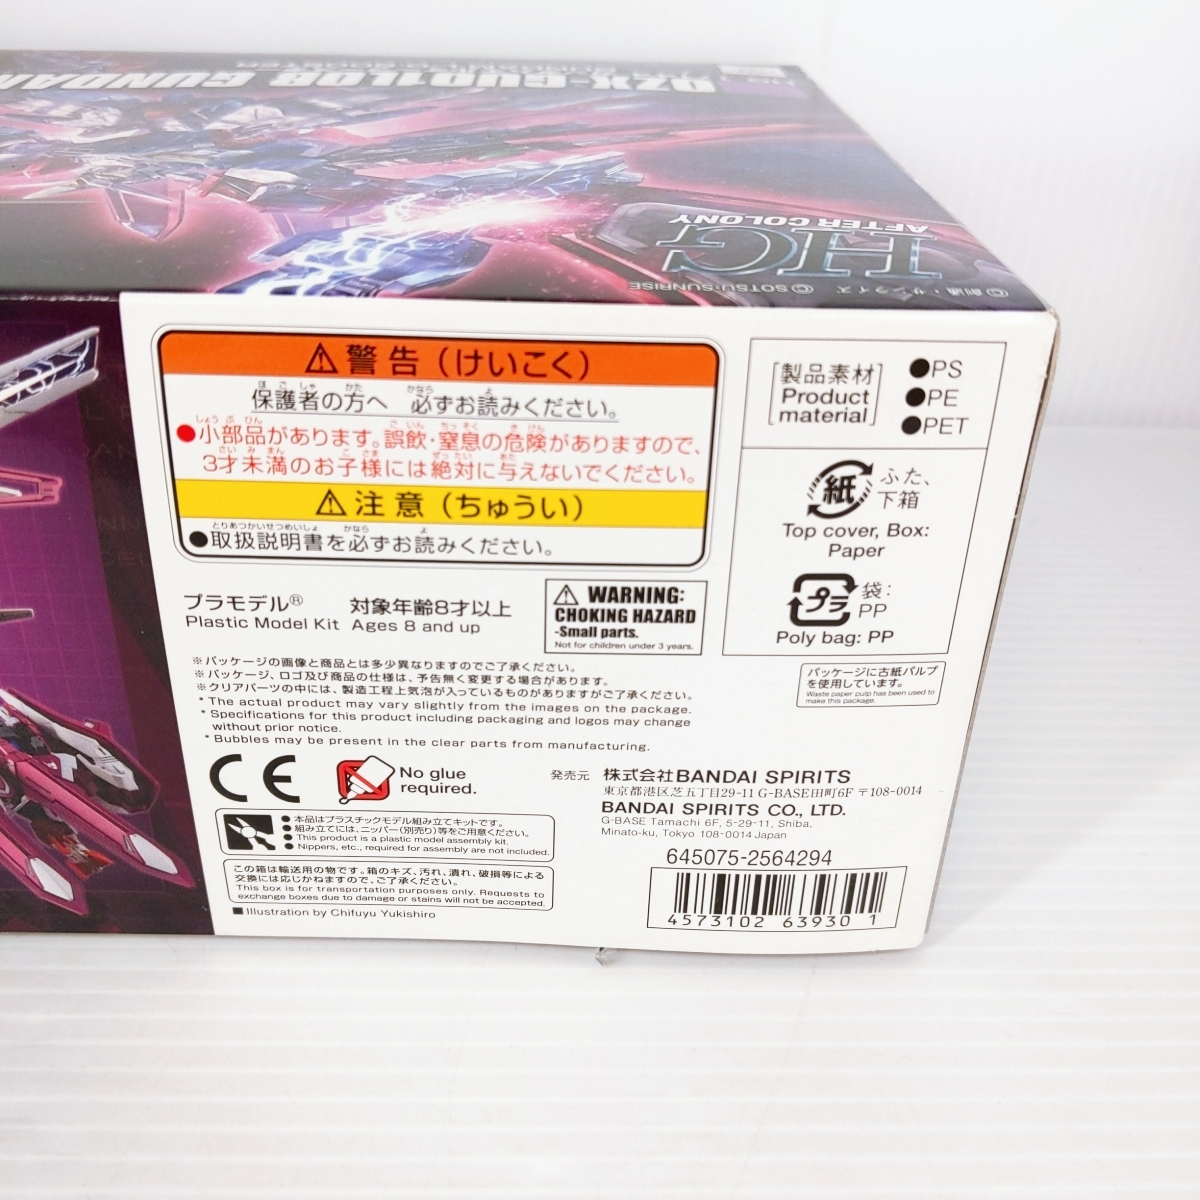 OZX-GU01LOB GUNDAM
HG
AFTER COLONY
©創通・サンライズ
©SOTSU・SUNRISE
⚠警告(けいこく)
保護者の方へ 必ずお読みください。
●小部品があります。誤飲・窒息の危険がありますので、
3才未満のお子様には絶対に与えないでください。
⚠注意(ちゅうい)
●取扱説明書を必ずお読みください。
プラモデル® 対象年齢8才以上
Plastic Model Kit Ages 8 and up
⚠ WARNING:
CHOKING HAZARD
-Small parts.
Not for children under 3 years.
※パッケージの画像と商品とは多少異なりますのでご了承ください。
※パッケージ、ロゴ及び商品の仕様は、予告無く変更する場合があります。
※クリアパーツの中には、製造工程上気泡が入っているものがありますがご了承ください。
* The actual product may vary slightly from the images on the package.
* Specifications for this product including packaging and logos may change
without prior notice.
* Bubbles may be present in the clear parts from manufacturing.
CE
No glue
required.
●本品はプラスチックモデル組み立てキットです。
●組み立てには、ニッパー(別売り)等をご用意ください。
●This product is a plastic model assembly kit.
●Nippers, etc., required for assembly are not included.
この箱は輸送用の物です。箱のキズ、汚れ、潰れ、破損等による
交換には応じかねますので、ご了承ください。
This box is for transportation purposes only. Requests to
exchange boxes due to damage or stains will not be accepted.
■Illustration by Chifuyu Yukishiro
[製品素材]
Product
material
●PS
●PE
●PET
紙
ふた、
下箱
Top cover, Box:
Paper
プラ
袋:
PP
Poly bag: PP
パッケージに古紙パルプ
を使用しています。
Waste paper pulp has been used to
make this package.
発売元 株式会社BANDAI SPIRITS
東京都港区芝五丁目29-11 G-BASE田町6F 〒108-0014
BANDAI SPIRITS CO., LTD.
G-BASE Tamachi 6F, 5-29-11, Shiba,
Minato-ku, Tokyo 108-0014 Japan
645075-2564294
4573102 63930 1